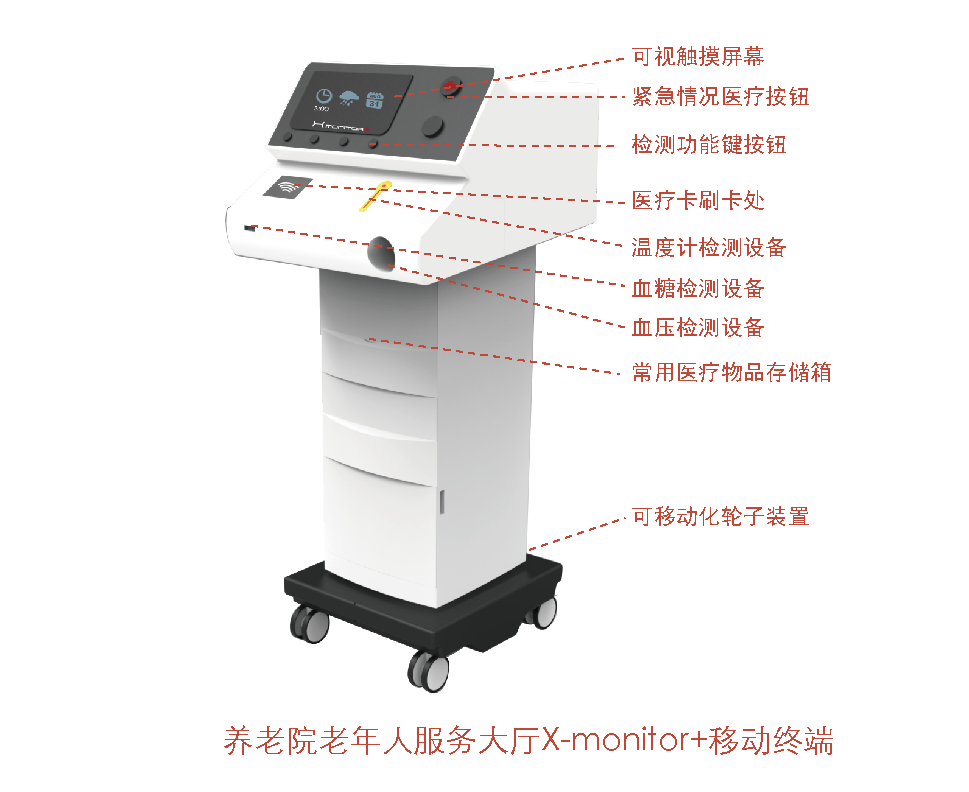 可视触摸屏幕
紧急情况医疗按钮
检测功能键按钮
医疗卡刷卡处
温度计检测设备
血糖检测设备
血压检测设备
常用医疗物品存储箱
可移动化轮子装置
31
养老院老年人服务大厅X-monitor+移动终端